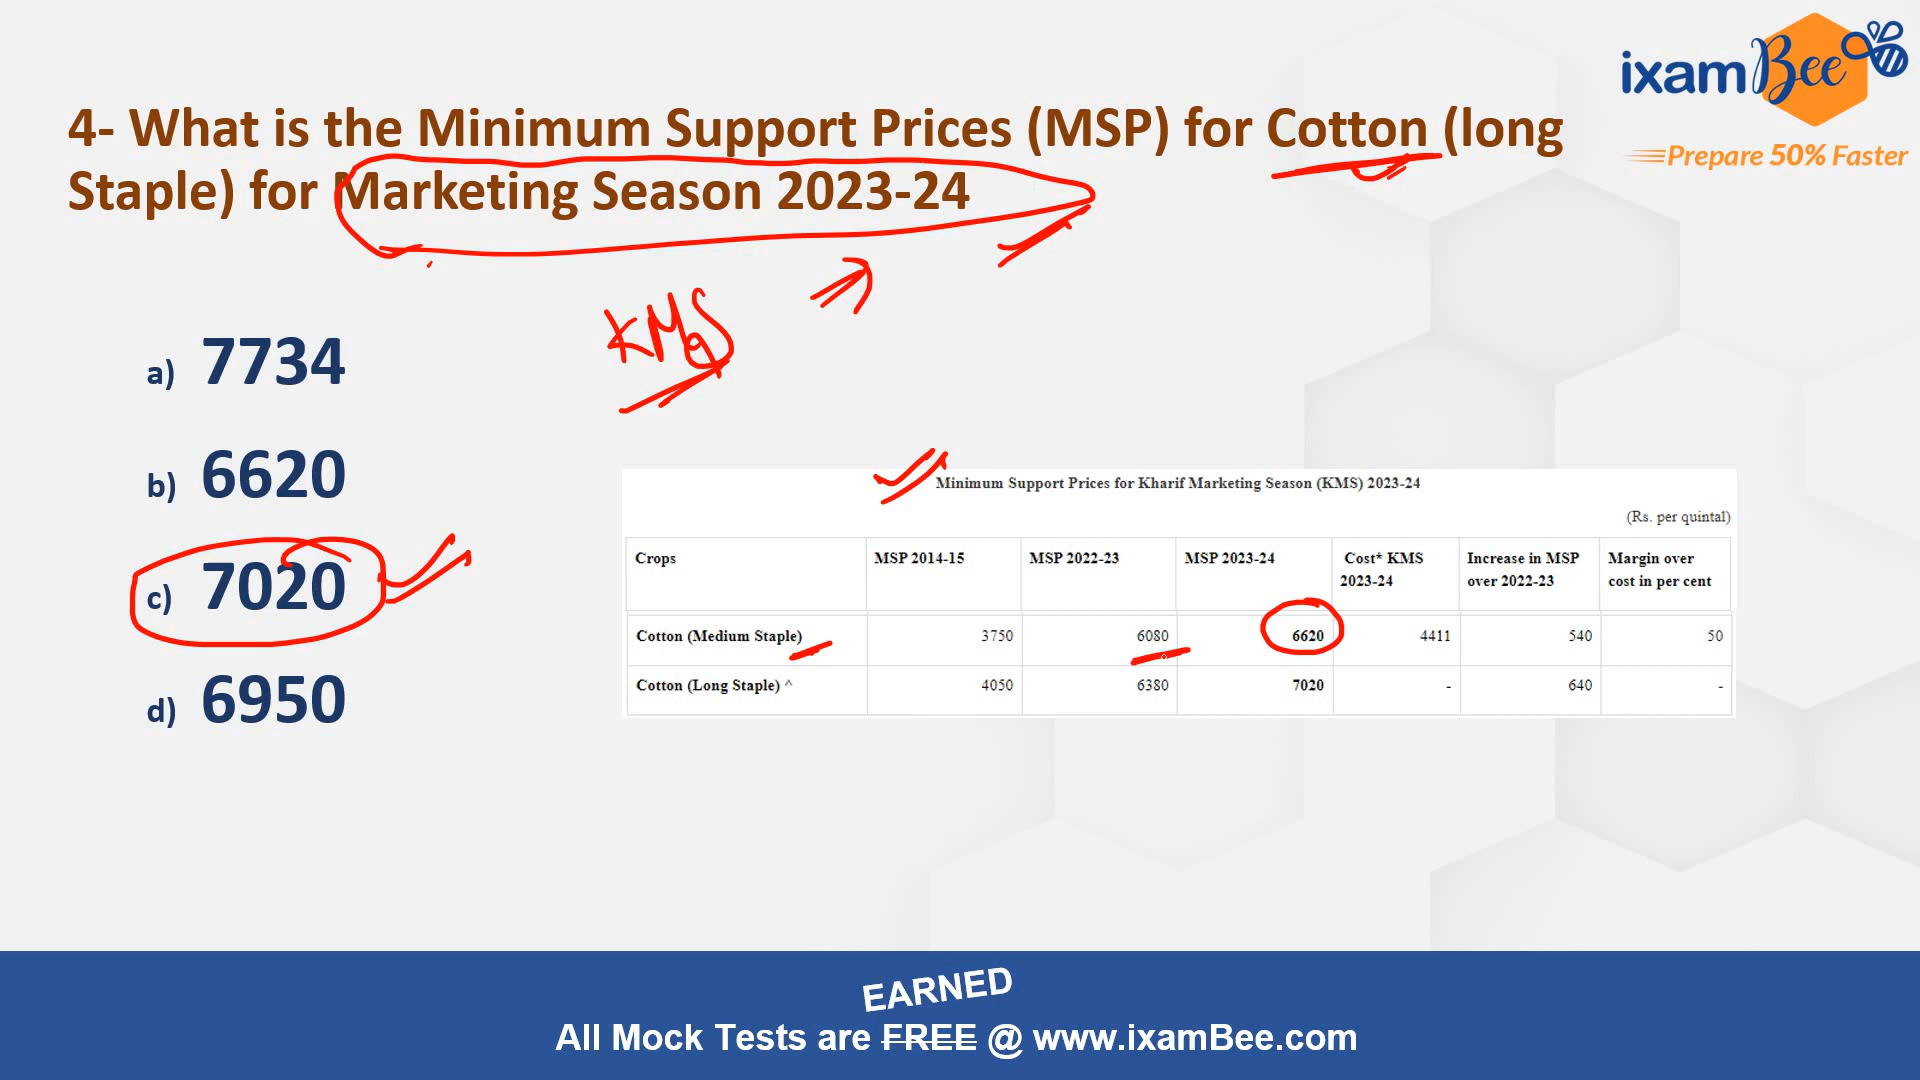 ixamBee
Prepare 50% Faster
4- What is the Minimum Support Prices (MSP) for Cotton (long
Staple) for Marketing Season 2023-24
KMS
a) 7734
b) 6620
c) 7020
d) 6950
Minimum Support Prices for Kharif Marketing Season (KMS) 2023-24
(Rs. per quintal)
Crops MSP 2014-15 MSP 2022-23 MSP 2023-24 Cost* KMS 2023-24 Increase in MSP over 2022-23 Margin over cost in per cent
Cotton (Medium Staple) 3750 6080 6620 4411 540 50
Cotton (Long Staple) ^ 4050 6380 7020 - 640 -
EARNED
All Mock Tests are FREE @ www.ixamBee.com